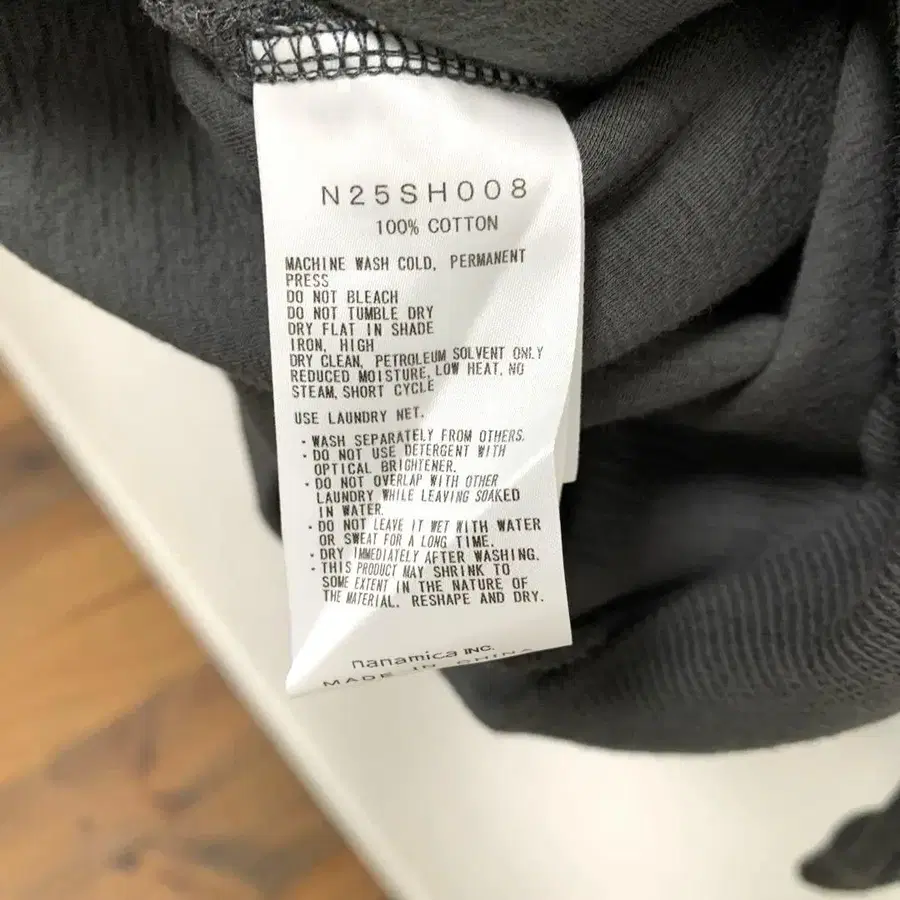 N25SH008
100% COTTON
MACHINE WASH COLD, PERMANENT
PRESS
DO NOT BLEACH
DO NOT TUMBLE DRY
DRY FLAT IN SHADE
IRON, HIGH
DRY CLEAN, PETROLEUM SOLVENT ONLY
REDUCED MOISTURE, LOW HEAT, NO
STEAM, SHORT CYCLE
USE LAUNDRY NET.
・WASH SEPARATELY FROM OTHERS.
・DO NOT USE DETERGENT WITH
OPTICAL BRIGHTENER.
・DO NOT OVERLAP WITH OTHER
LAUNDRY WHILE LEAVING SOAKED
IN WATER.
・DO NOT LEAVE IT WET WITH WATER
OR SWEAT FOR A LONG TIME.
・DRY IMMEDIATELY AFTER WASHING.
・THIS PRODUCT MAY SHRINK TO
SOME EXTENT IN THE NATURE OF
THE MATERIAL. RESHAPE AND DRY.
nanamica INC.
MADE IN CHINA